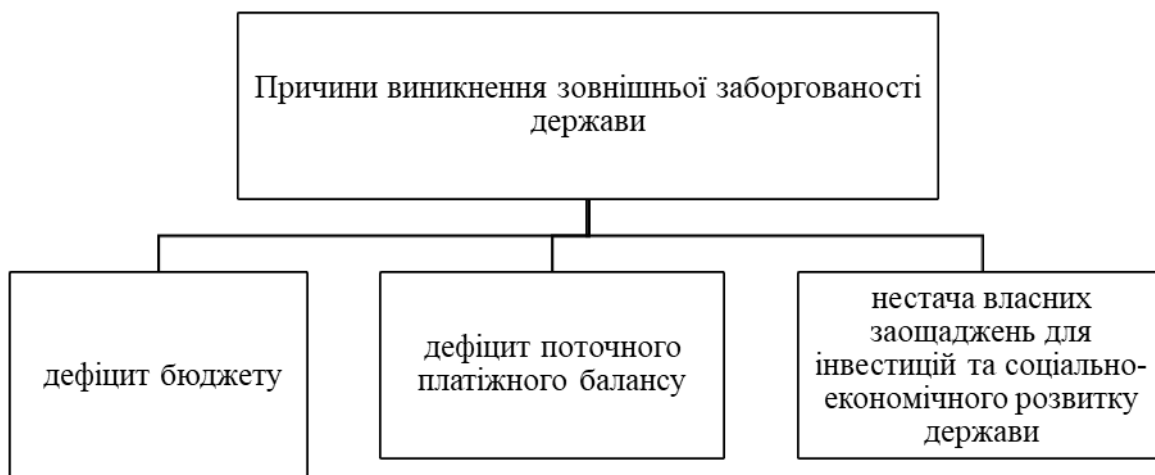 Причини виникнення зовнішньої заборгованості
держави
дефіцит бюджету
дефіцит поточного
платіжного балансу
нестача власних
заощаджень для
інвестицій та соціально-
економічного розвитку
держави